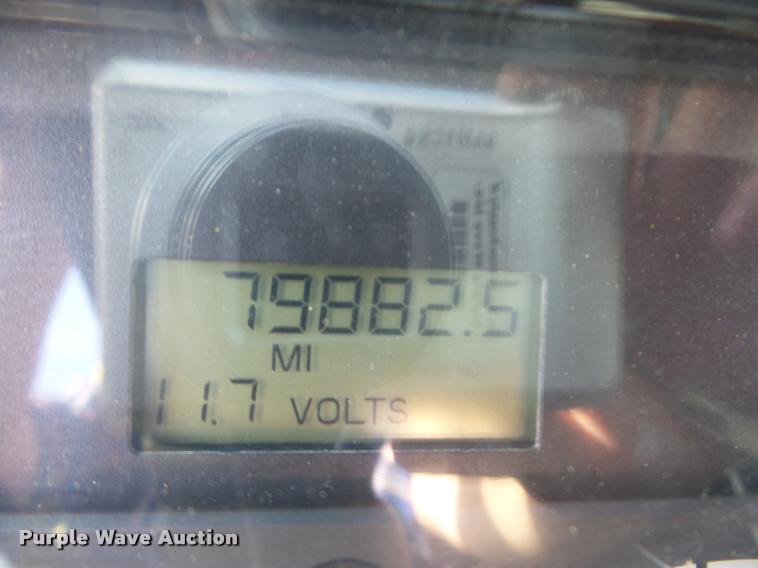 79882.5
MI
11.7 VOLTS
Purple Wave Auction